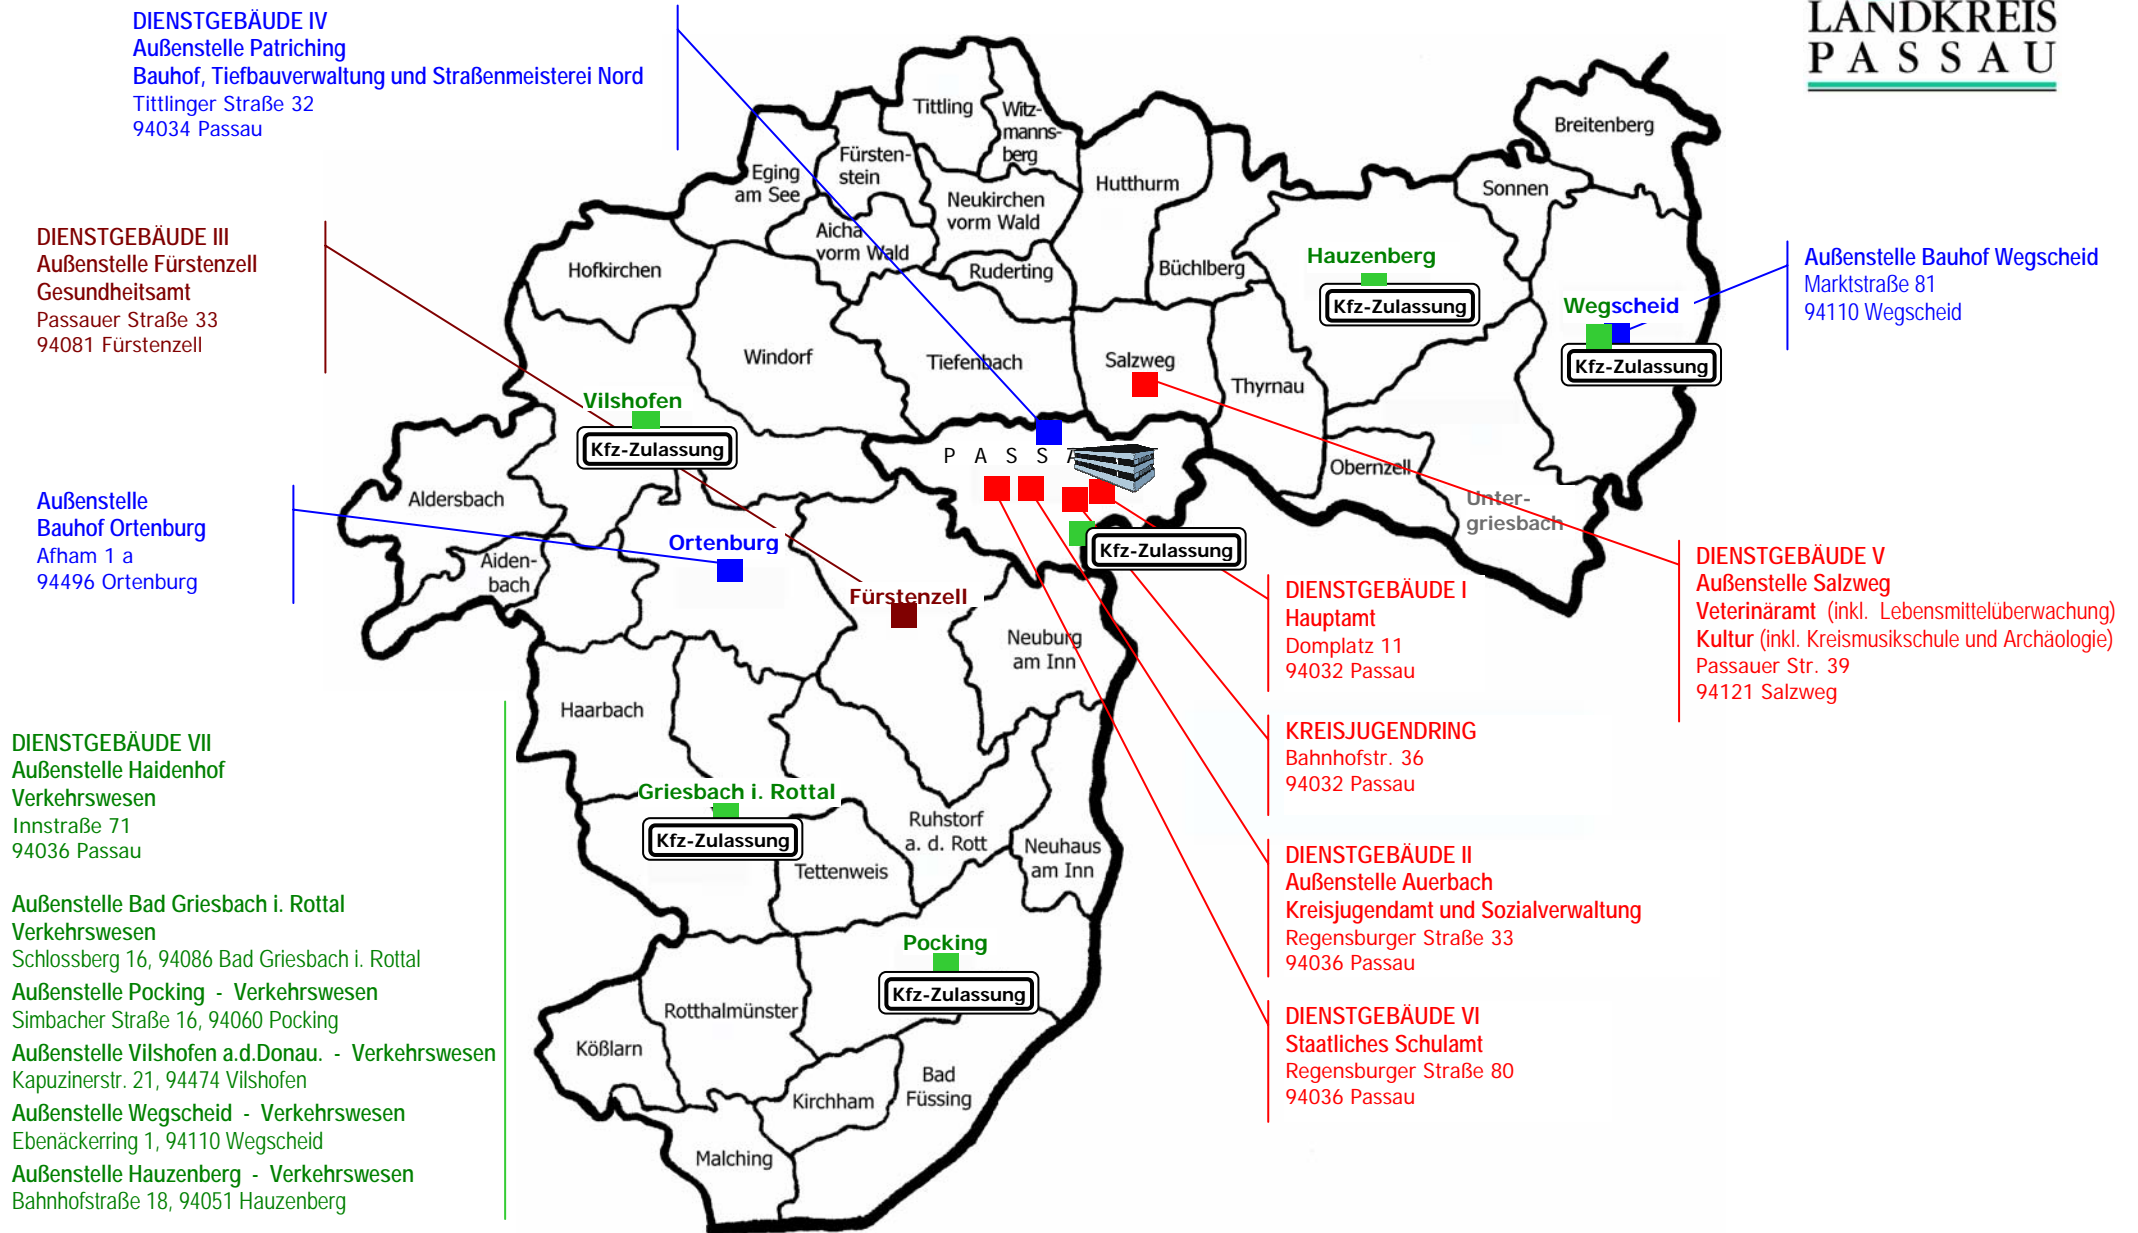 DIENSTGEBÄUDE IV
Außenstelle Patriching
Bauhof, Tiefbauverwaltung und Straßenmeisterei Nord
Tittlinger Straße 32
94034 Passau
LANDKREIS
PASSAU
DIENSTGEBÄUDE III
Außenstelle Fürstenzell
Gesundheitsamt
Passauer Straße 33
94081 Fürstenzell
Außenstelle
Bauhof Ortenburg
Afham 1 a
94496 Ortenburg
DIENSTGEBÄUDE VII
Außenstelle Haidenhof
Verkehrswesen
Innstraße 71
94036 Passau
Außenstelle Bad Griesbach i. Rottal
Verkehrswesen
Schlossberg 16, 94086 Bad Griesbach i. Rottal
Außenstelle Pocking - Verkehrswesen
Simbacher Straße 16, 94060 Pocking
Außenstelle Vilshofen a.d.Donau. - Verkehrswesen
Kapuzinerstr. 21, 94474 Vilshofen
Außenstelle Wegscheid - Verkehrswesen
Ebenäckerring 1, 94110 Wegscheid
Außenstelle Hauzenberg - Verkehrswesen
Bahnhofstraße 18, 94051 Hauzenberg
Tittling
Witz-
manns-
berg
Fürsten-
stein
Eging
am See
Neukirchen
vorm Wald
Aicha
vorm Wald
Hutthurm
Breitenberg
Sonnen
Hofkirchen
Ruderting
Büchlberg
Hauzenberg
Kfz-Zulassung
Wegscheid
Kfz-Zulassung
Windorf
Tiefenbach
Salzweg
Thyrnau
Vilshofen
Kfz-Zulassung
PASSA
Kfz-Zulassung
Obernzell
Unter-
griesbach
Aldersbach
Aiden-
bach
Ortenburg
Fürstenzell
Neuburg
am Inn
Haarbach
Griesbach i. Rottal
Kfz-Zulassung
Tettenweis
Ruhstorf
a. d. Rott
Neuhaus
am Inn
Pocking
Kfz-Zulassung
Rotthalmünster
Kößlarn
Kirchham
Bad
Füssing
Malching
Außenstelle Bauhof Wegscheid
Marktstraße 81
94110 Wegscheid
DIENSTGEBÄUDE V
Außenstelle Salzweg
Veterinäramt (inkl. Lebensmittelüberwachung)
Kultur (inkl. Kreismusikschule und Archäologie)
Passauer Str. 39
94121 Salzweg
DIENSTGEBÄUDE I
Hauptamt
Domplatz 11
94032 Passau
KREISJUGENDRING
Bahnhofstr. 36
94032 Passau
DIENSTGEBÄUDE II
Außenstelle Auerbach
Kreisjugendamt und Sozialverwaltung
Regensburger Straße 33
94036 Passau
DIENSTGEBÄUDE VI
Staatliches Schulamt
Regensburger Straße 80
94036 Passau